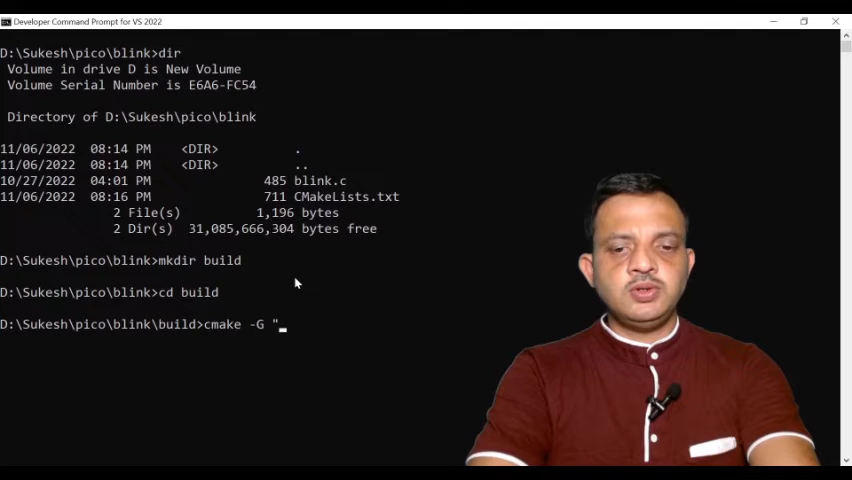 Developer Command Prompt for VS 2022
D:\Sukesh\pico\blink>dir
Volume in drive D is New Volume
Volume Serial Number is E6A6-FC54
Directory of D:\Sukesh\pico\blink
11/06/2022 08:14 PM <DIR> .
11/06/2022 08:14 PM <DIR> ..
10/27/2022 04:01 PM 485 blink.c
11/06/2022 08:16 PM 711 CMakeLists.txt
2 File(s) 1,196 bytes
2 Dir(s) 31,085,666,304 bytes free
D:\Sukesh\pico\blink>mkdir build
D:\Sukesh\pico\blink>cd build
D:\Sukesh\pico\blink\build>cmake -G "_